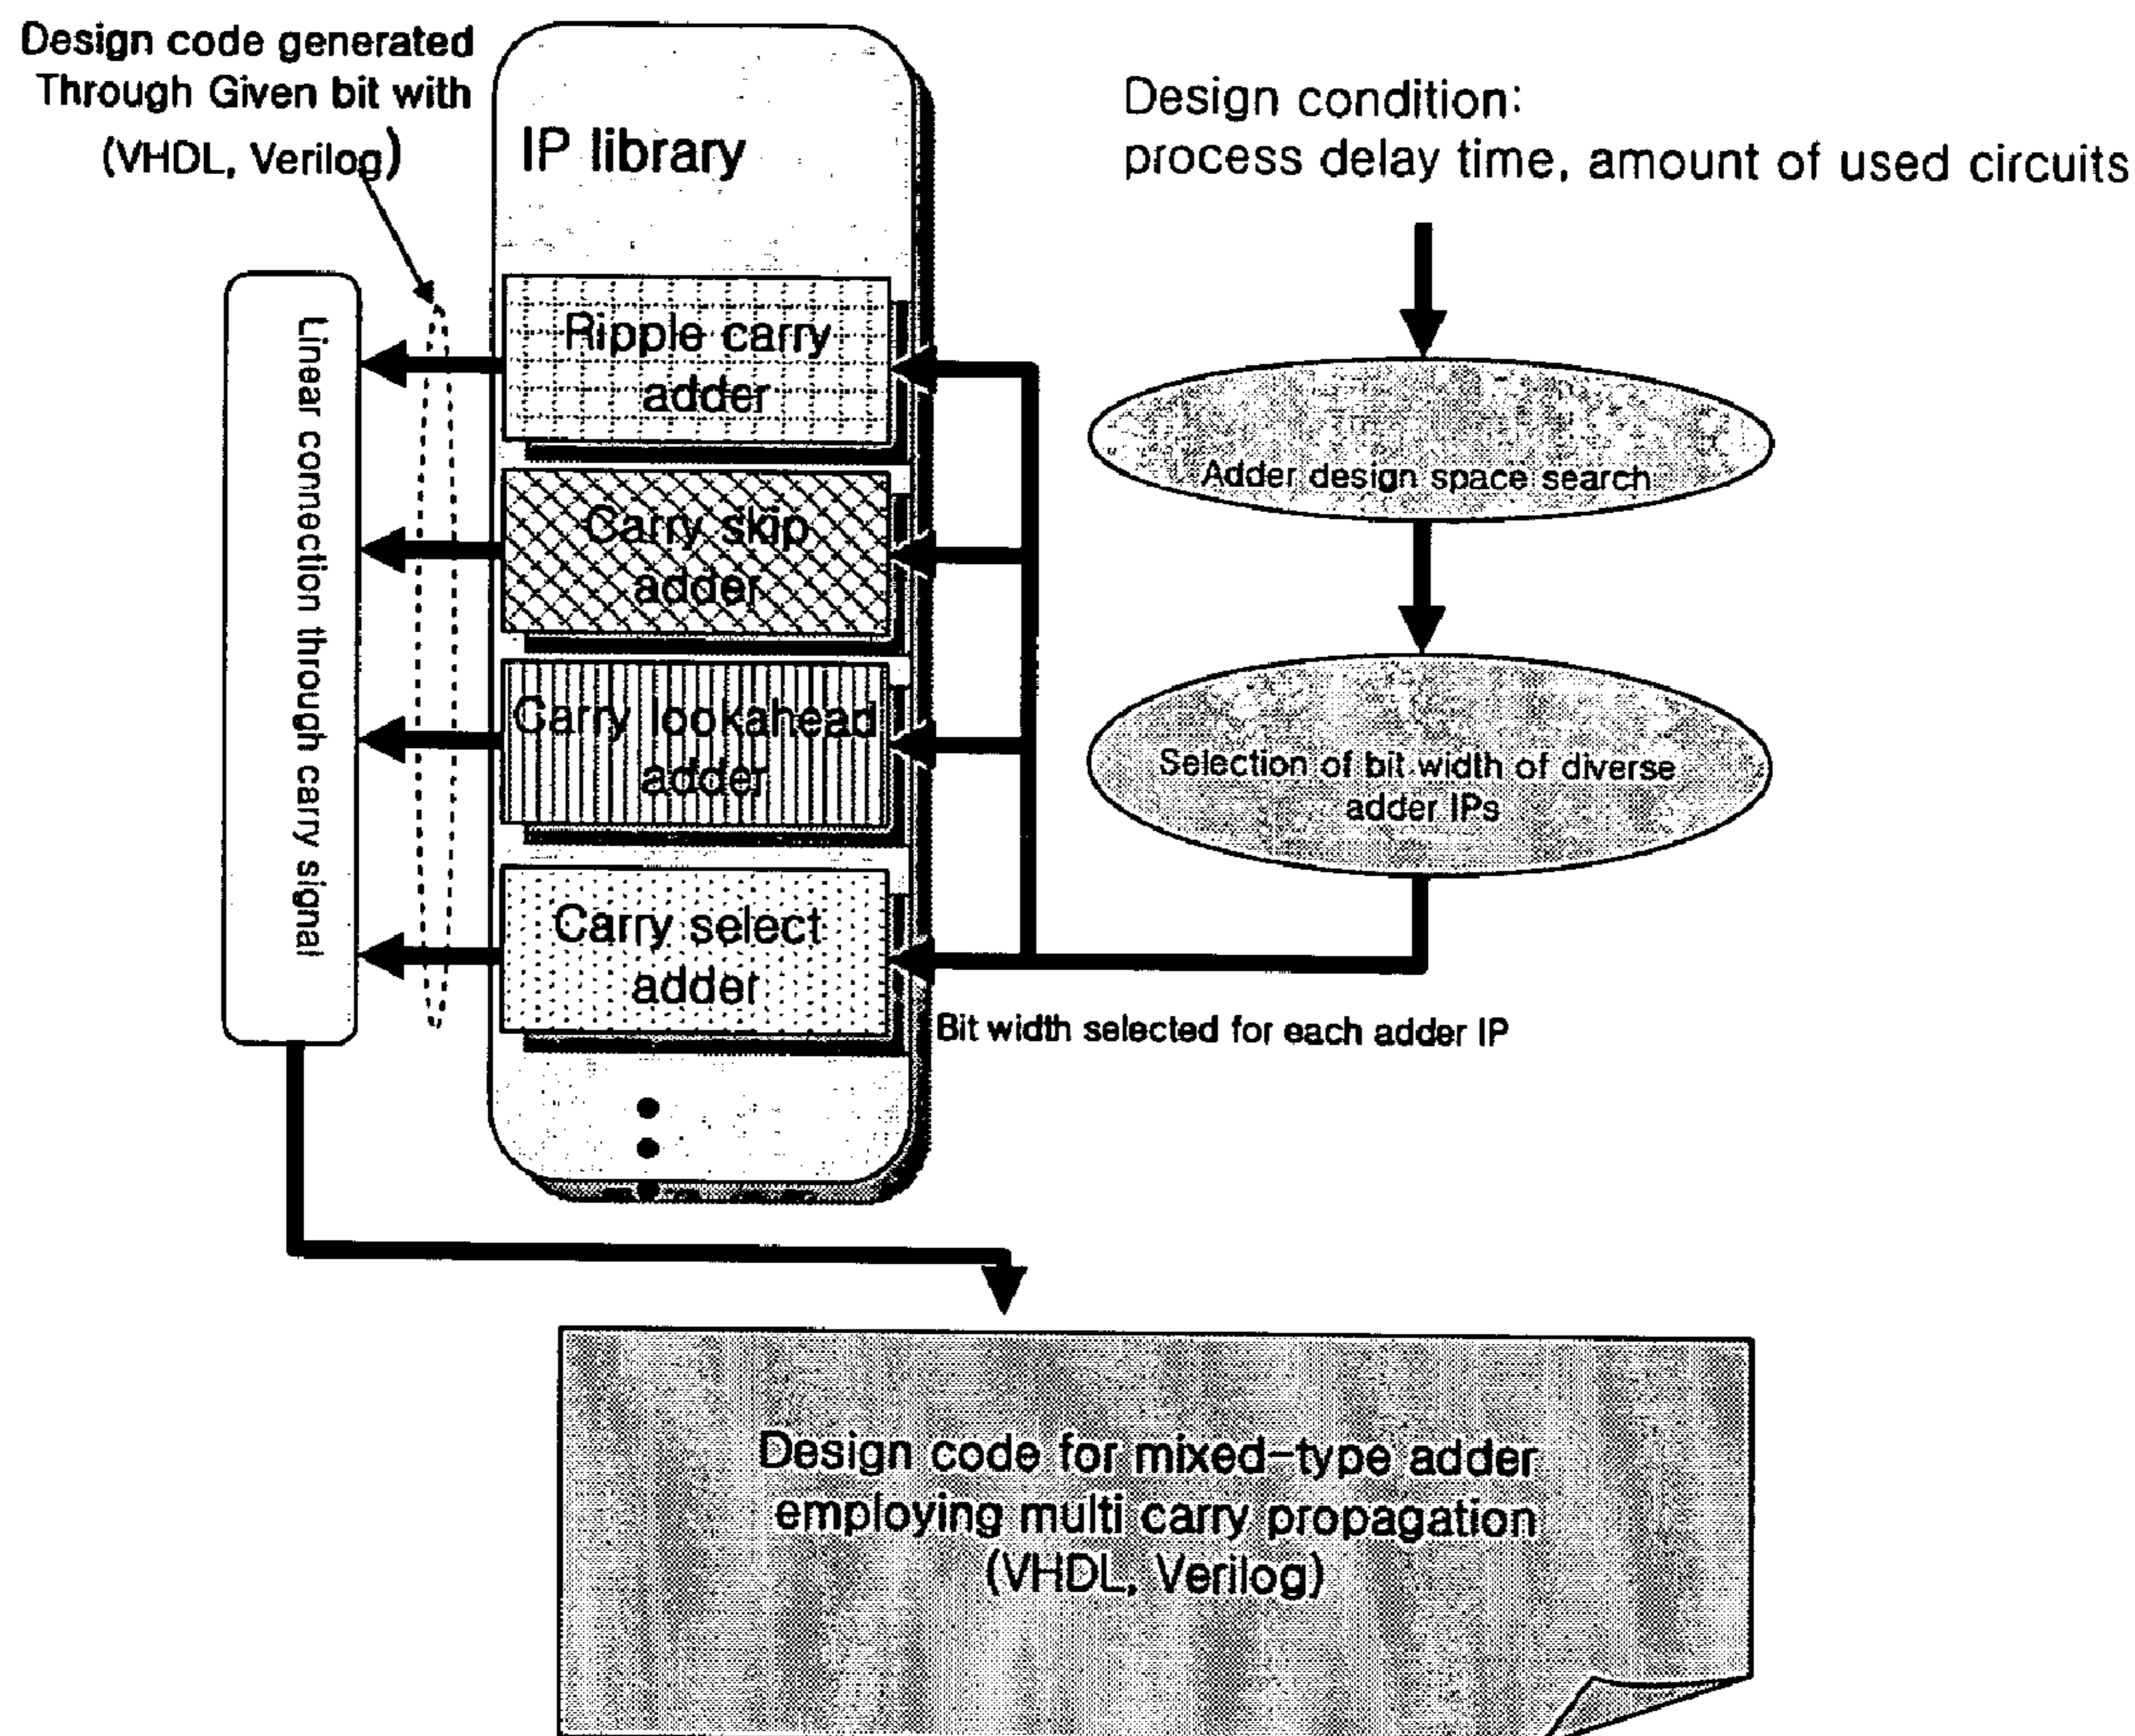 Design code generated
Through Given bit with
(VHDL, Verilog)
IP library
Design condition:
process delay time, amount of used circuits
Linear connection through carry signal
Ripple carry
adder
Carry skip
adder
Carry lookahead
adder
Carry select
adder
Adder design space search
Selection of bit width of diverse
adder IPs
Bit width selected for each adder IP
Design code for mixed-type adder
employing multi carry propagation
(VHDL, Verilog)